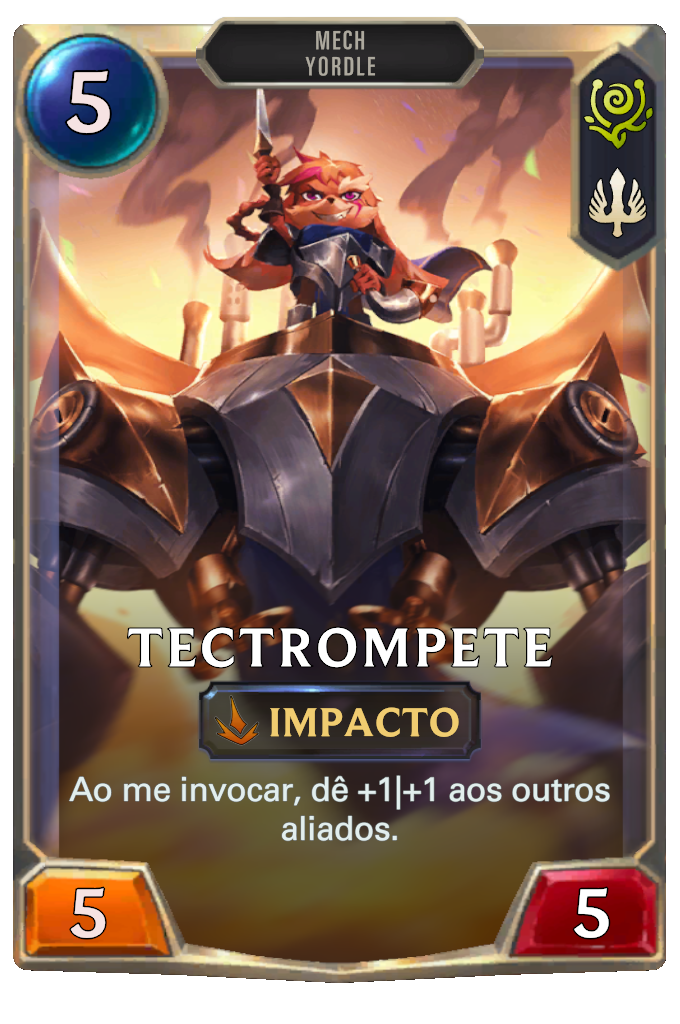 5
MECH
YORDLE
TECTROMPETE
IMPACTO
Ao me invocar, dê +1|+1 aos outros
aliados.
5
5